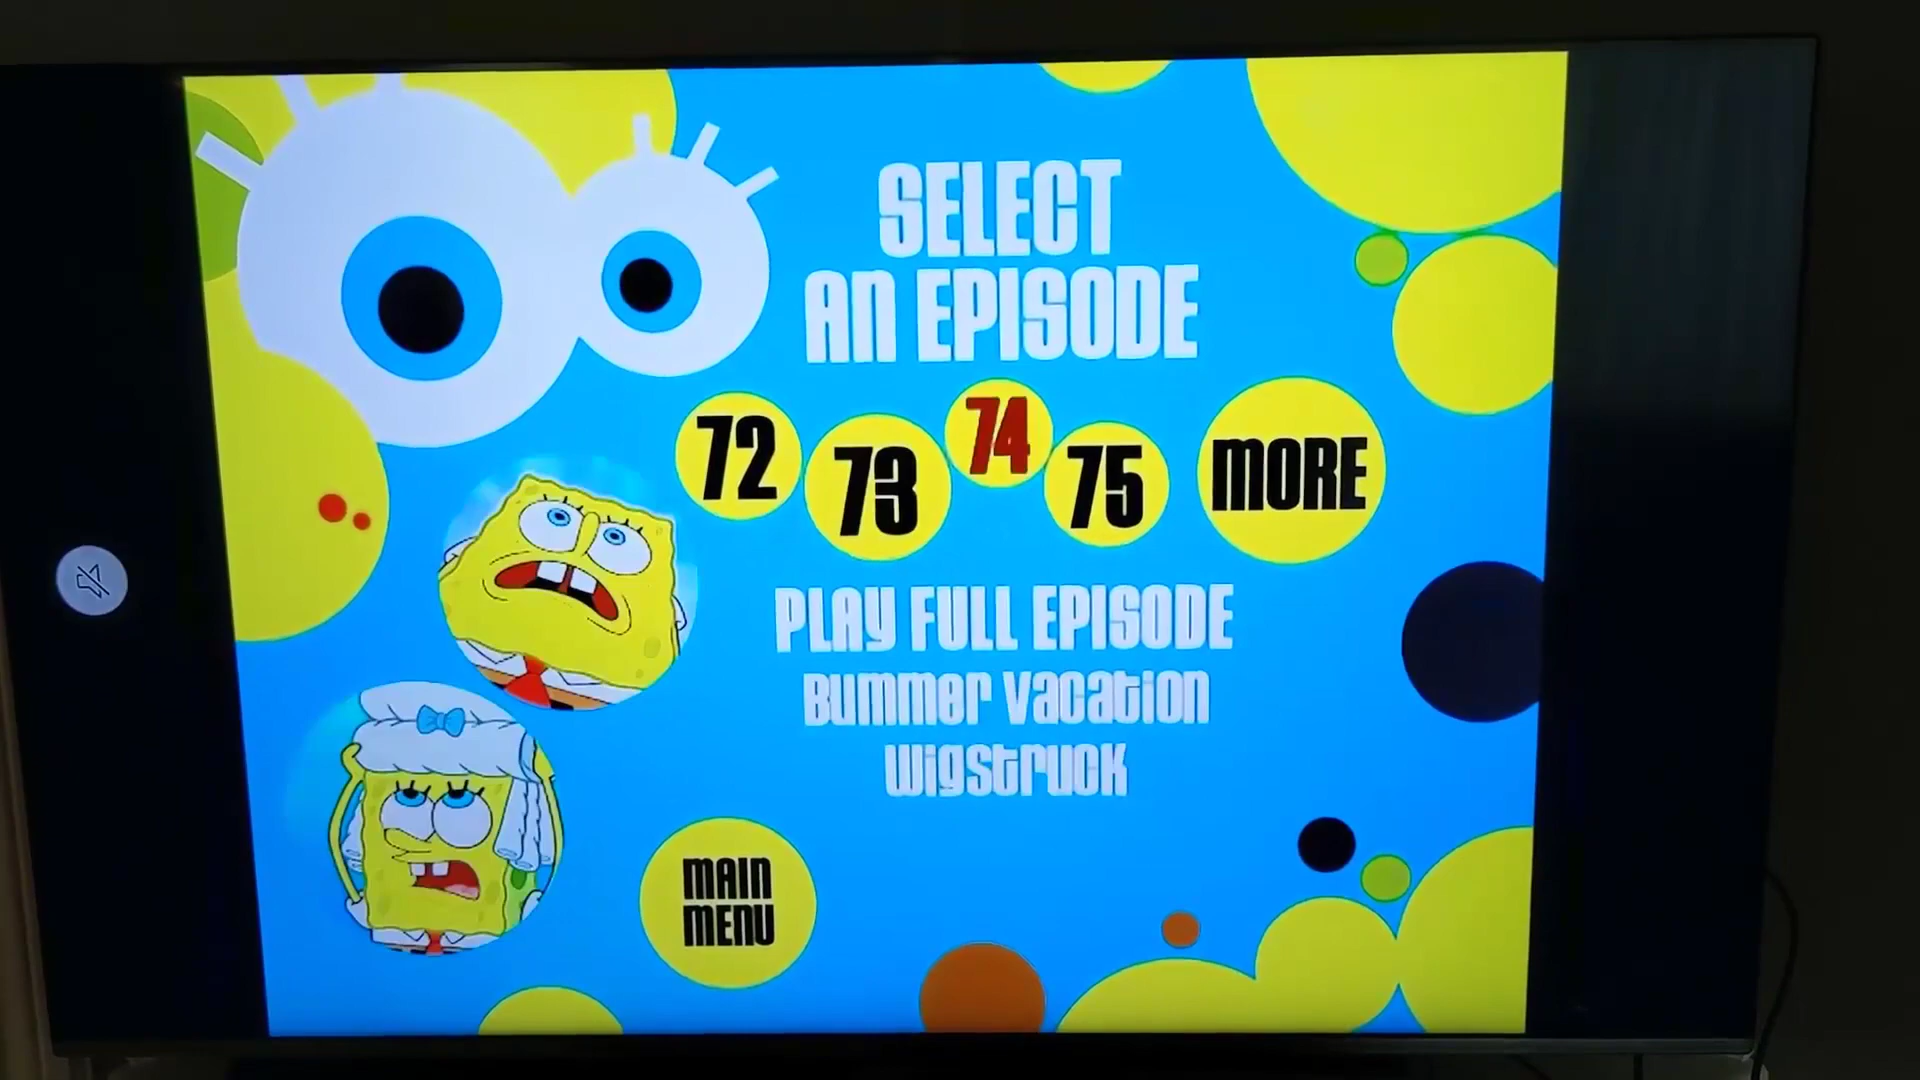 SELECT
AN EPISODE
72 73 74 75 MORE
PLAY FULL EPISODE
Bummer Vacation
Wigstruck
MAIN
MENU